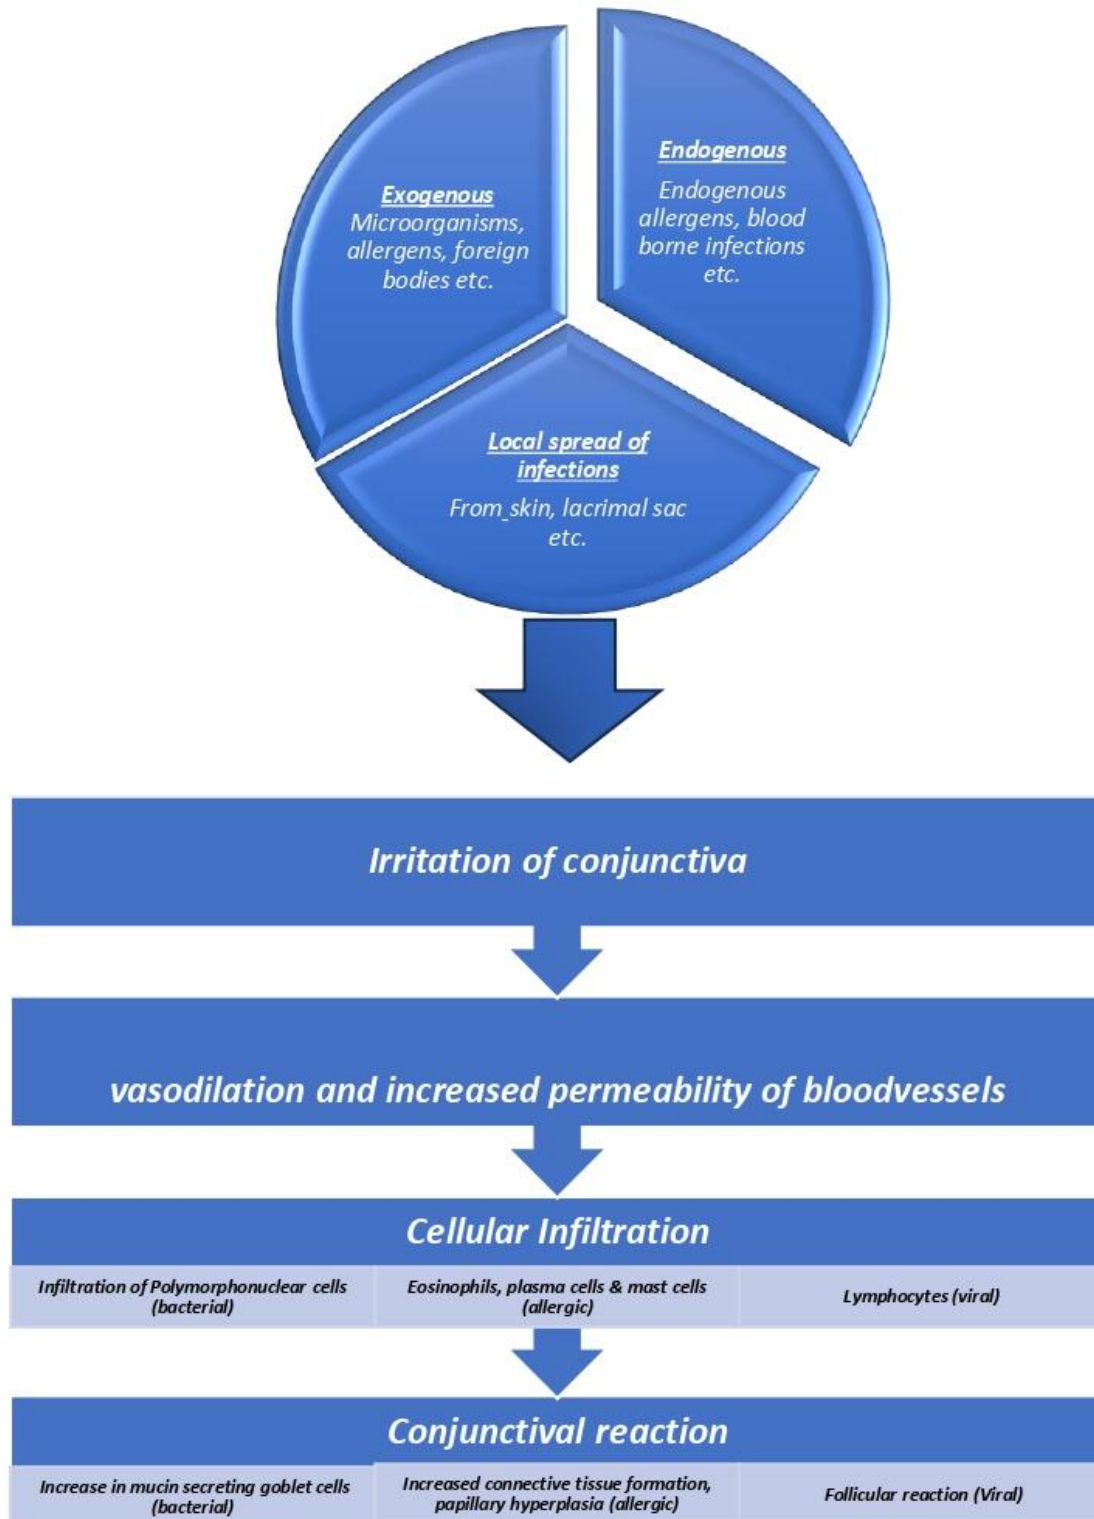 Exogenous
Microorganisms,
allergens, foreign
bodies etc.
Endogenous
Endogenous
allergens, blood
borne infections
etc.
Local spread of
infections
From skin, lacrimal sac
etc.
Irritation of conjunctiva
vasodilation and increased permeability of bloodvessels
Cellular Infiltration
Infiltration of Polymorphonuclear cells
(bacterial)
Eosinophils, plasma cells & mast cells
(allergic)
Lymphocytes (viral)
Conjunctival reaction
Increase in mucin secreting goblet cells
(bacterial)
Increased connective tissue formation,
papillary hyperplasia (allergic)
Follicular reaction (Viral)